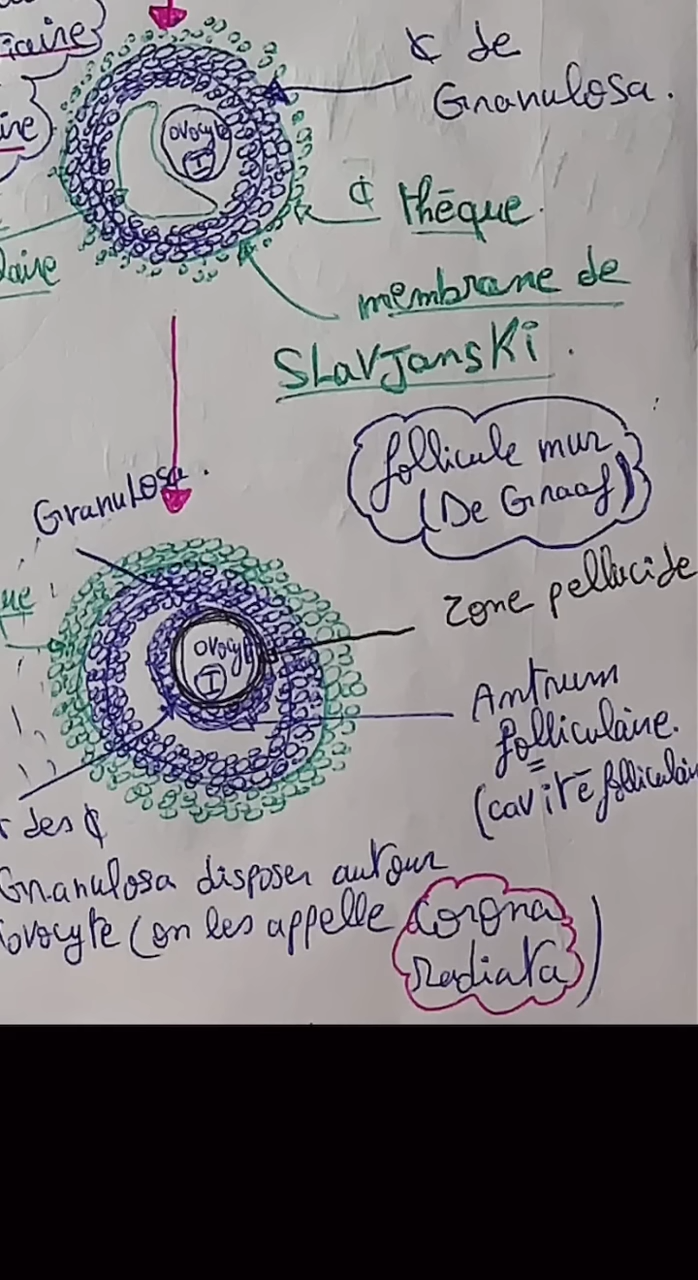 ¢ de
Granulosa.
ovocyte
I
¢ thèque.
membrane de
SLavJansKi.
follicule mur
(De Graaf)
Granulosa.
zone pellucide
ovocyte
I
Antrum
folliculaire.
=
(cavité folliculair
des ¢
Granulosa disposer autour
ovocyte (on les appelle Corona
radiata)